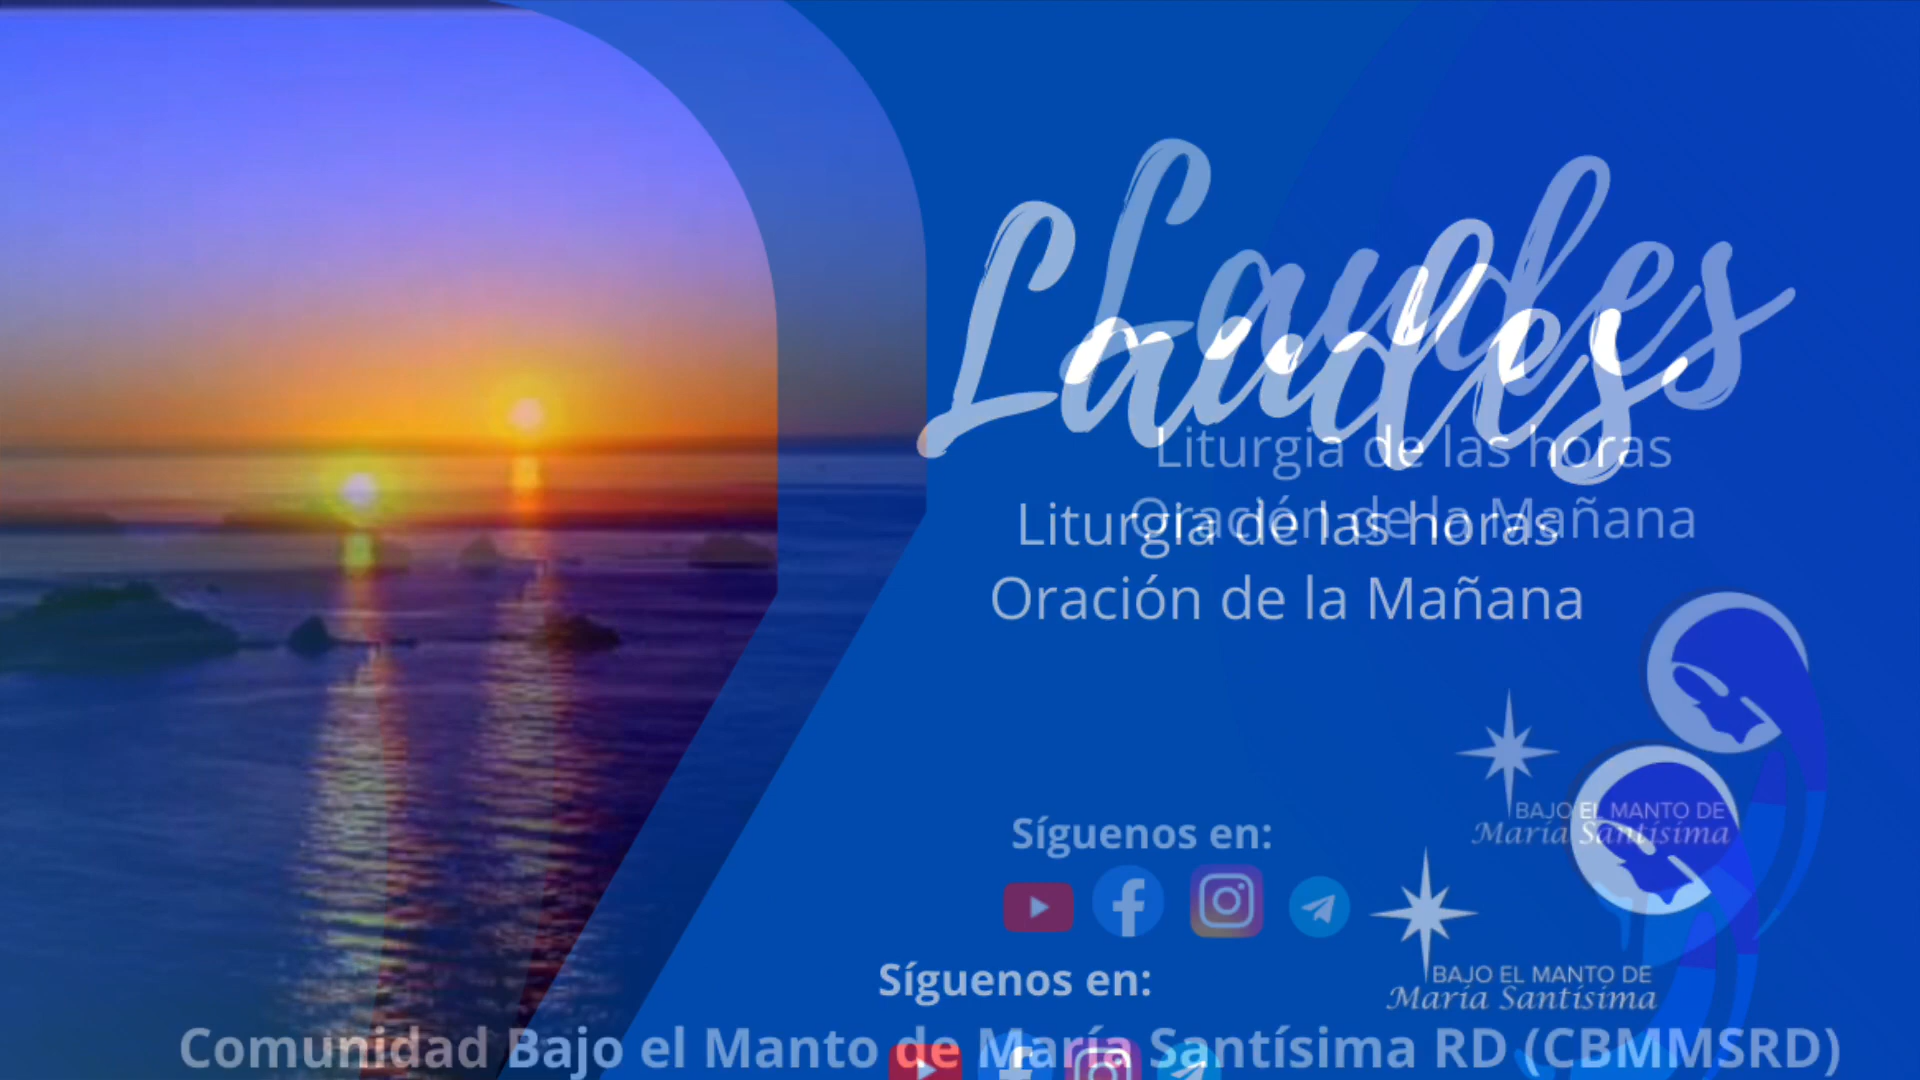 Laudes
Laudes
Liturgia de las horas
Oración de la Mañana
Liturgia de las horas
Oración de la Mañana
BAJO EL MANTO DE
María Santísima
Síguenos en:
BAJO EL MANTO DE
María Santísima
Síguenos en:
Comunidad Bajo el Manto de María Santísima RD (CBMMSRD)